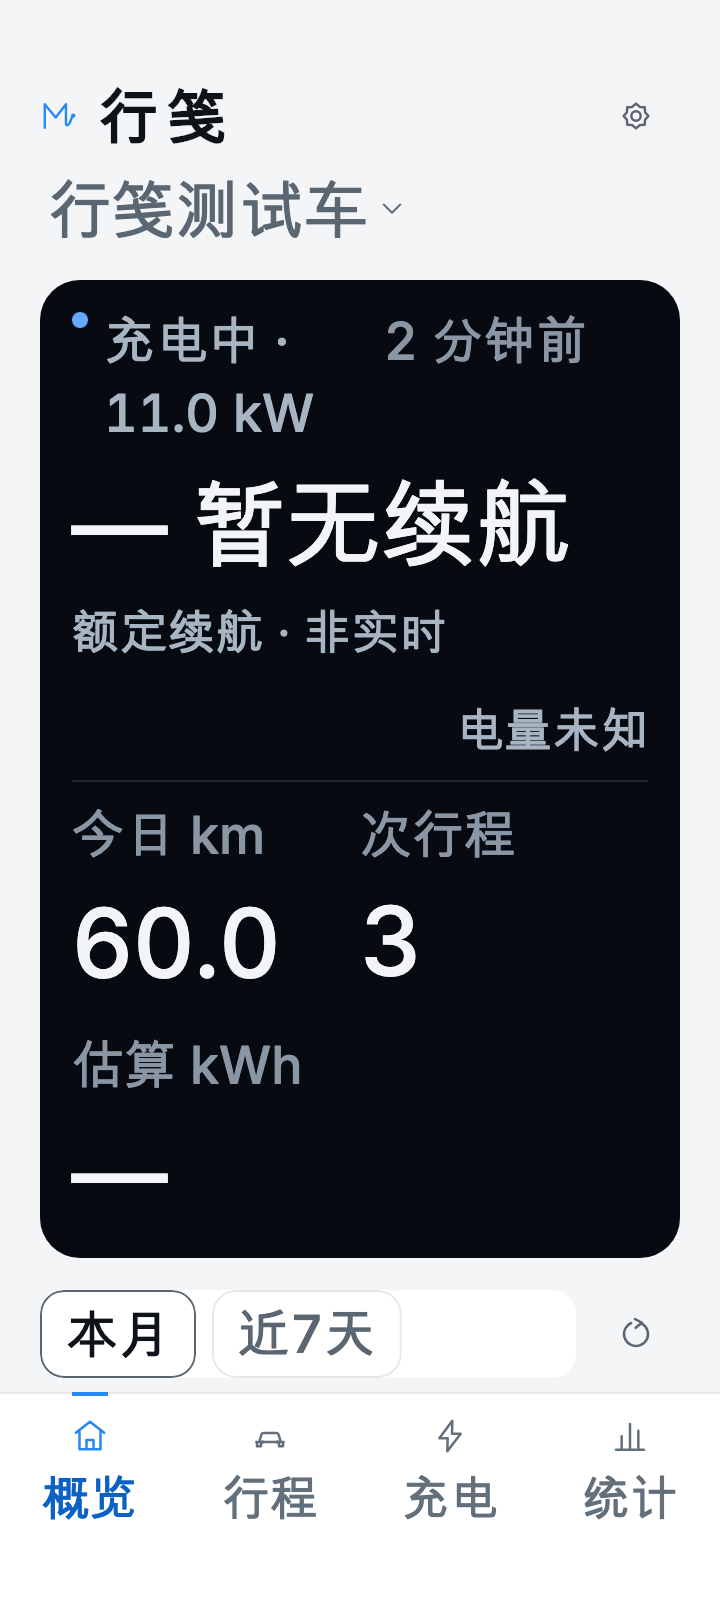 行笺
行笺测试车
充电中 · 2 分钟前
11.0 kW
— 暂无续航
额定续航 · 非实时
电量未知
今日 km 次行程
60.0 3
估算 kWh
—
本月 近7天
概览 行程 充电 统计